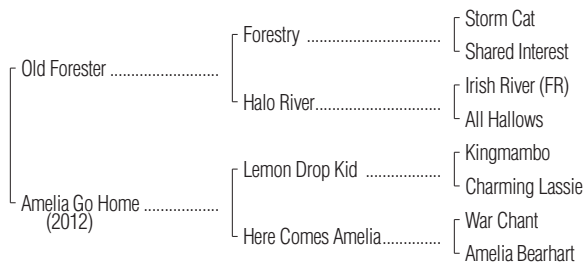 Storm Cat
Forestry ........................
Shared Interest
Old Forester ........................
Irish River (FR)
Halo River........................
All Hallows
Kingmambo
Lemon Drop Kid ........................
Charming Lassie
Amelia Go Home ........................
(2012)
War Chant
Here Comes Amelia........................
Amelia Bearhart